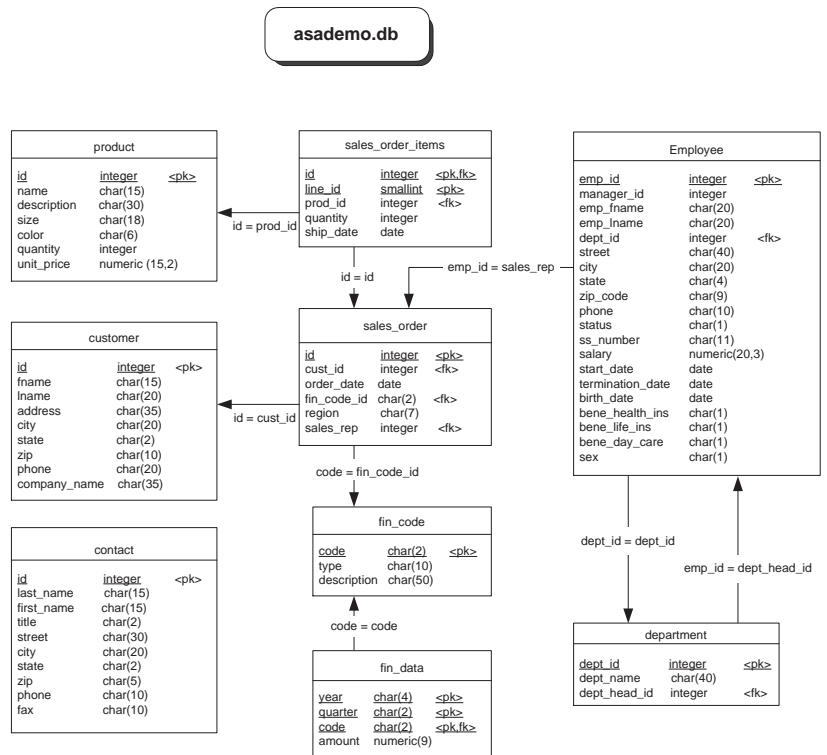 asademo.db
product
id integer <pk>
name char(15)
description char(30)
size char(18)
color char(6)
quantity integer
unit_price numeric (15,2)
id = prod_id
sales_order_items
id integer <pk,fk>
line_id smallint <pk>
prod_id integer <fk>
quantity integer
ship_date date
id = id
emp_id = sales_rep
Employee
emp_id integer <pk>
manager_id integer
emp_fname char(20)
emp_lname char(20)
dept_id integer <fk>
street char(40)
city char(20)
state char(4)
zip_code char(9)
phone char(10)
status char(1)
ss_number char(11)
salary numeric(20,3)
start_date date
termination_date date
birth_date date
bene_health_ins char(1)
bene_life_ins char(1)
bene_day_care char(1)
sex char(1)
customer
id integer <pk>
fname char(15)
lname char(20)
address char(35)
city char(20)
state char(2)
zip char(10)
phone char(20)
company_name char(35)
id = cust_id
sales_order
id integer <pk>
cust_id integer <fk>
order_date date
fin_code_id char(2) <fk>
region char(7)
sales_rep integer <fk>
code = fin_code_id
contact
id integer <pk>
last_name char(15)
first_name char(15)
title char(2)
street char(30)
city char(20)
state char(2)
zip char(5)
phone char(10)
fax char(10)
fin_code
code char(2) <pk>
type char(10)
description char(50)
code = code
fin_data
year char(4) <pk>
quarter char(2) <pk>
code char(2) <pk,fk>
amount numeric(9)
dept_id = dept_id
emp_id = dept_head_id
department
dept_id integer <pk>
dept_name char(40)
dept_head_id integer <fk>